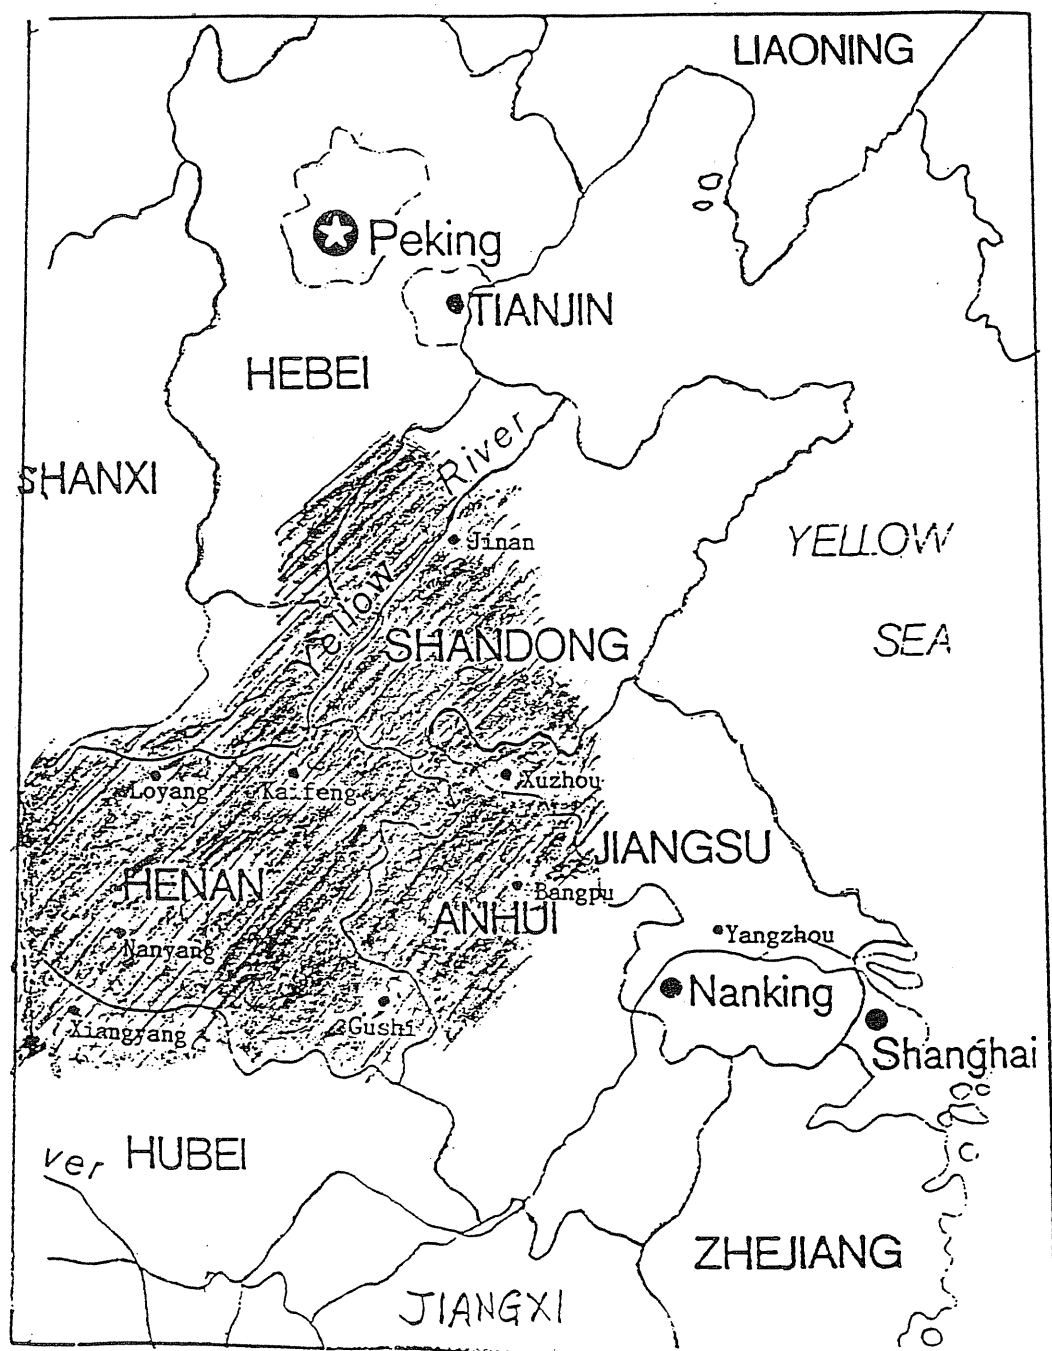 LIAONING
Peking
TIANJIN
HEBEI
River
SHANXI
YELLOW
Jinan
Yellow
SEA
SHANDONG
Xuzhou
Loyang
Kaifeng
JIANGSU
HENAN
Bangpu
ANHUI
Yangzhou
Nanyang
Nanking
Gushi
Xiangyang
Shanghai
ver
HUBEI
ZHEJIANG
JIANGXI